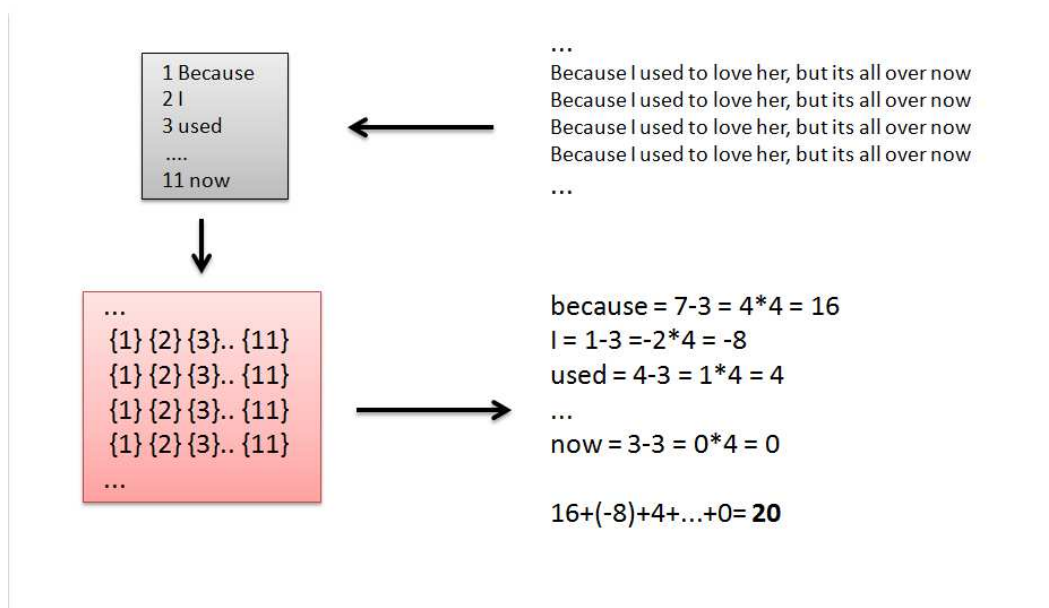 1 Because
2 I
3 used
....
11 now
...
Because I used to love her, but its all over now
Because I used to love her, but its all over now
Because I used to love her, but its all over now
Because I used to love her, but its all over now
...
...
{1} {2} {3}.. {11}
{1} {2} {3}.. {11}
{1} {2} {3}.. {11}
{1} {2} {3}.. {11}
...
because = 7-3 = 4*4 = 16
I = 1-3 =-2*4 = -8
used = 4-3 = 1*4 = 4
...
now = 3-3 = 0*4 = 0
16+(-8)+4+...+0= 20